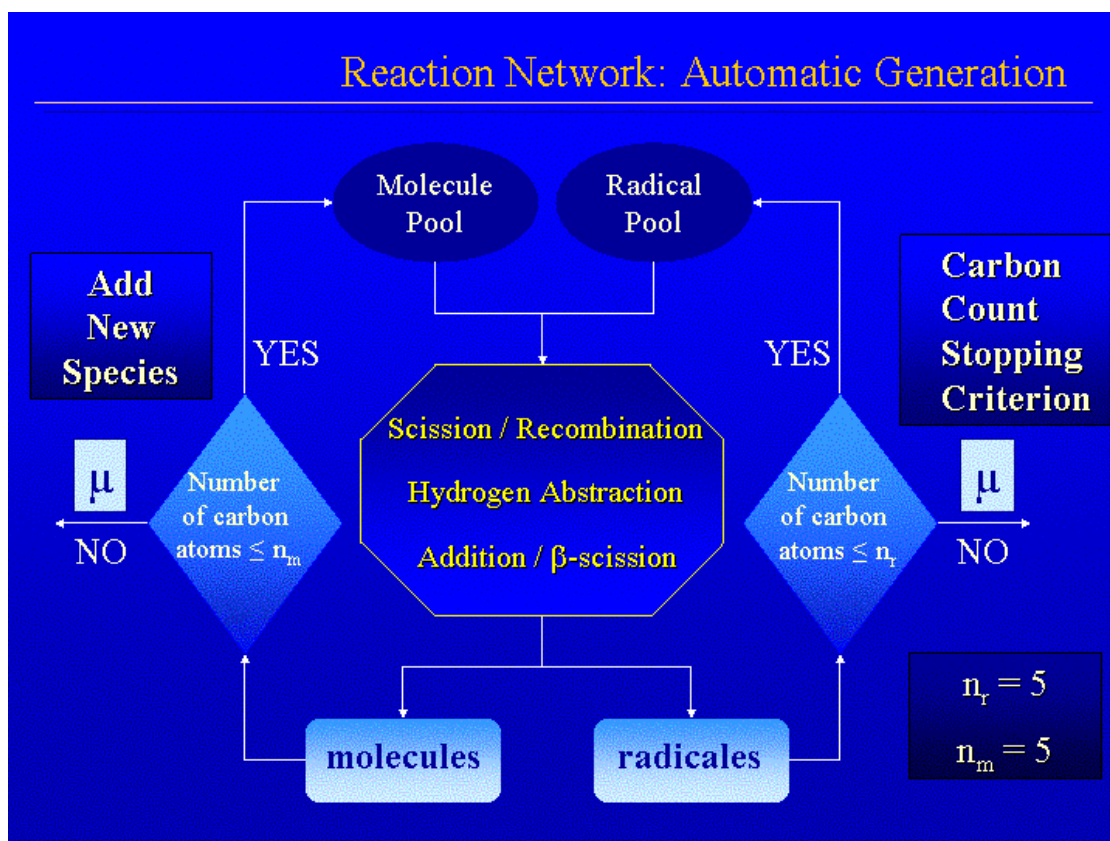 Reaction Network: Automatic Generation
Molecule
Pool
Radical
Pool
Add
New
Species
Carbon
Count
Stopping
Criterion
YES
YES
Scission / Recombination
Hydrogen Abstraction
Addition / β-scission
μ
NO
Number
of carbon
atoms ≤ nₘ
Number
of carbon
atoms ≤ nᵣ
μ
NO
molecules
radicales
nᵣ = 5
nₘ = 5